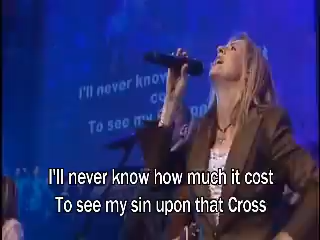 I'll never know
cost
To see my
upon
I'll never know how much it cost
To see my sin upon that Cross